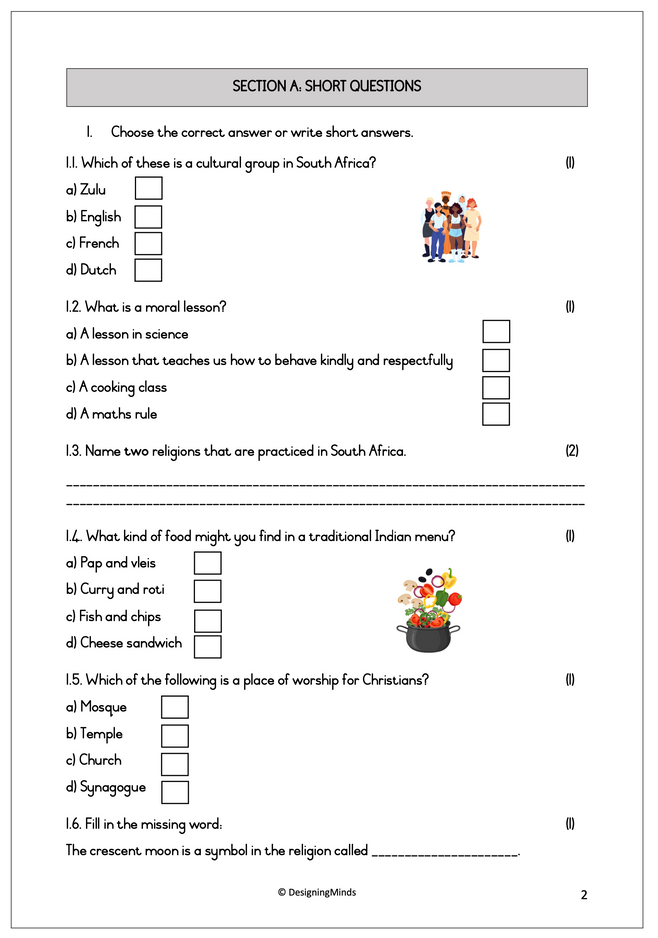 SECTION A: SHORT QUESTIONS
1. Choose the correct answer or write short answers.
1.1. Which of these is a cultural group in South Africa? (1)
a) Zulu
b) English
c) French
d) Dutch
1.2. What is a moral lesson? (1)
a) A lesson in science
b) A lesson that teaches us how to behave kindly and respectfully
c) A cooking class
d) A maths rule
1.3. Name two religions that are practiced in South Africa. (2)
1.4. What kind of food might you find in a traditional Indian menu? (1)
a) Pap and vleis
b) Curry and roti
c) Fish and chips
d) Cheese sandwich
1.5. Which of the following is a place of worship for Christians? (1)
a) Mosque
b) Temple
c) Church
d) Synagogue
1.6. Fill in the missing word: (1)
The crescent moon is a symbol in the religion called ______________________.
© DesigningMinds
2